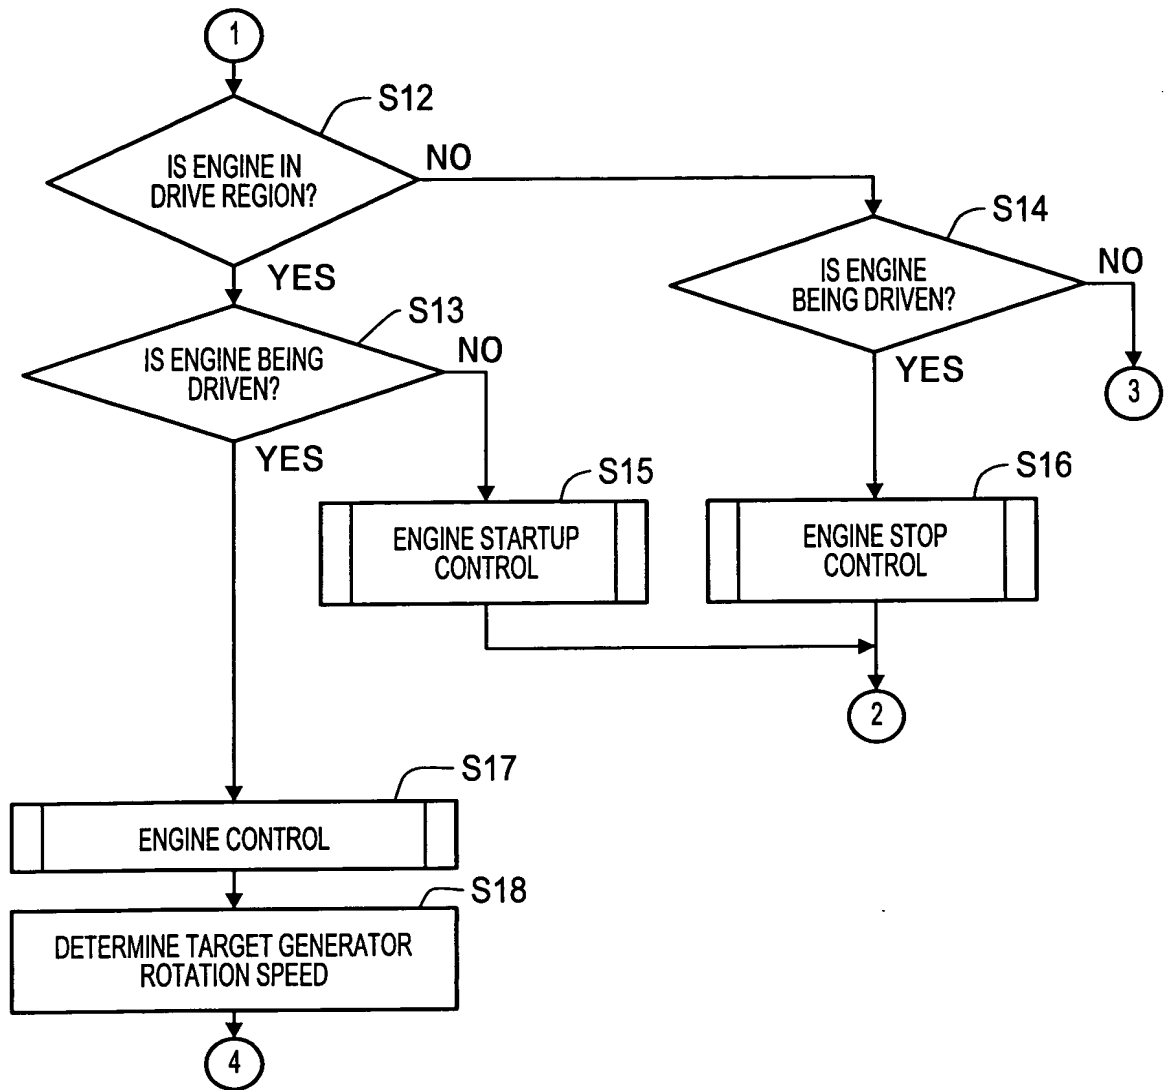 1
S12
IS ENGINE IN
DRIVE REGION?
NO
YES
S14
IS ENGINE
BEING DRIVEN?
NO
YES
3
S13
IS ENGINE BEING
DRIVEN?
NO
YES
S15
ENGINE STARTUP
CONTROL
S16
ENGINE STOP
CONTROL
2
S17
ENGINE CONTROL
S18
DETERMINE TARGET GENERATOR
ROTATION SPEED
4